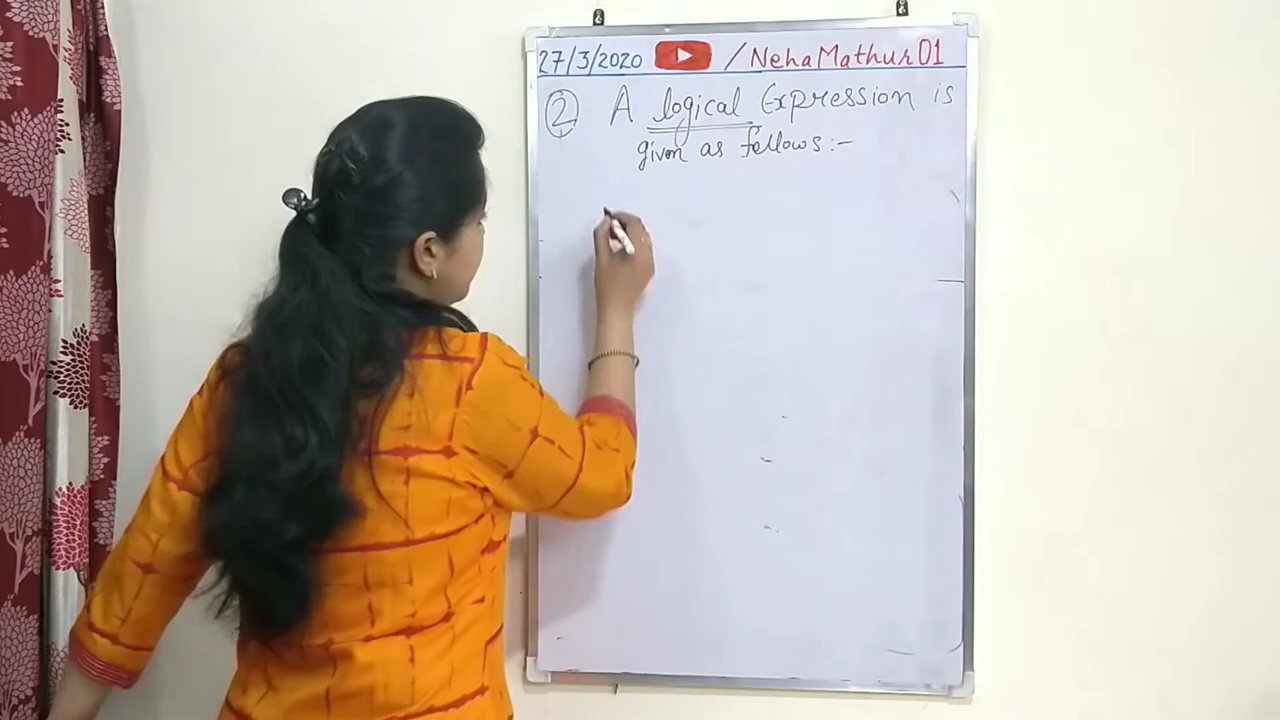 27/3/2020 /NehaMathur01
2 A logical Expression is
given as follows:-